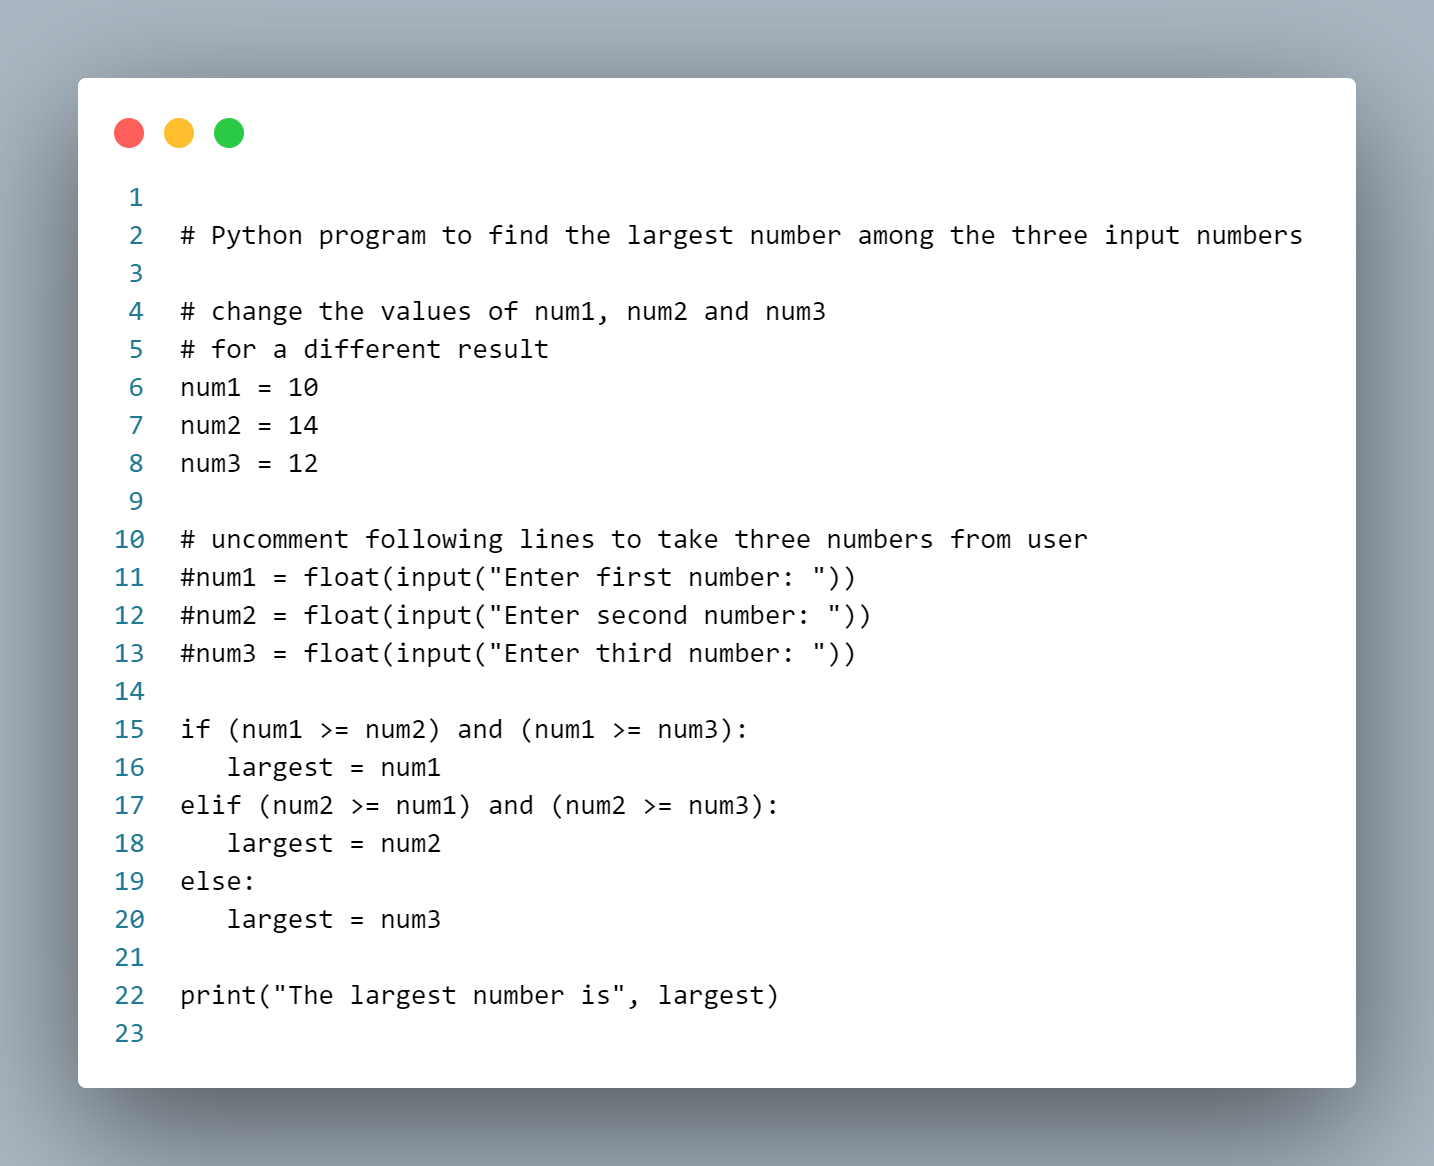 1
2 # Python program to find the largest number among the three input numbers
3
4 # change the values of num1, num2 and num3
5 # for a different result
6 num1 = 10
7 num2 = 14
8 num3 = 12
9
10 # uncomment following lines to take three numbers from user
11 #num1 = float(input("Enter first number: "))
12 #num2 = float(input("Enter second number: "))
13 #num3 = float(input("Enter third number: "))
14
15 if (num1 >= num2) and (num1 >= num3):
16    largest = num1
17 elif (num2 >= num1) and (num2 >= num3):
18    largest = num2
19 else:
20    largest = num3
21
22 print("The largest number is", largest)
23